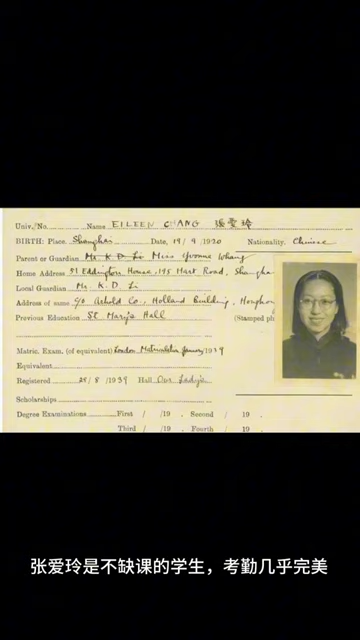 Univ./No. Name EILEEN CHANG 張愛玲
BIRTH: Place, Shanghai Date, 19 / 9 /1920 Nationality. Chinese
Parent or Guardian Mr. K. D. Li Miss Yvonne Whang
Home Address 51 Eddington House, 195 Hart Road, Shangha
Local Guardian Mr. K. D. Li
Address of same c/o Arnhold Co., Holland Building, Hongkong
Previous Education St. Mary's Hall
(Stamped ph
Matric. Exam. (of equivalent) London Matriculation January 1939
Equivalent
Registered 29/ 8 /1939 Hall Our Lady's
Scholarships
Degree Examinations First / /19 . Second / 19 .
Third / /19 . Fourth 19 .
张爱玲是不缺课的学生，考勤几乎完美